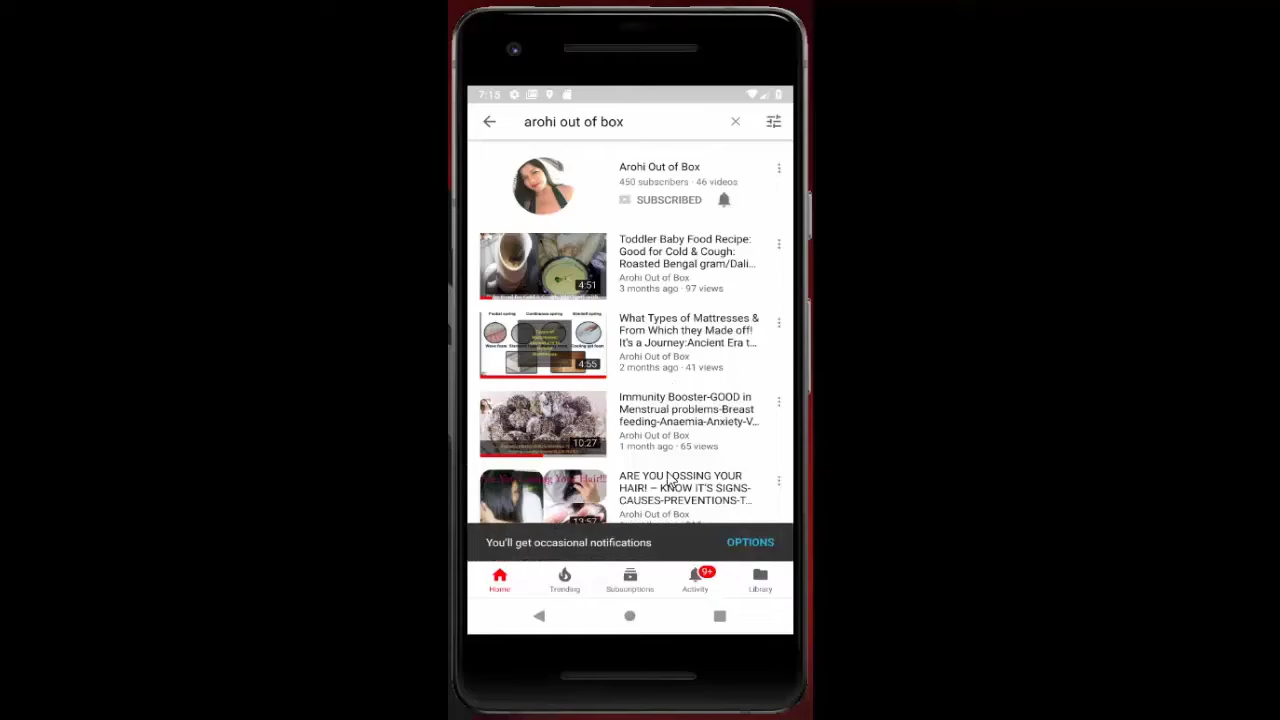 7:15
arohi out of box
Arohi Out of Box
450 subscribers · 46 videos
SUBSCRIBED
Toddler Baby Food Recipe:
Good for Cold & Cough:
Roasted Bengal gram/Dali...
Arohi Out of Box
3 months ago · 97 views
4:51
What Types of Mattresses &
From Which they Made off!
It's a Journey:Ancient Era t...
Arohi Out of Box
2 months ago · 41 views
4:55
Immunity Booster-GOOD in
Menstrual problems-Breast
feeding-Anaemia-Anxiety-V...
Arohi Out of Box
1 month ago · 65 views
10:27
ARE YOU LOSSING YOUR
HAIR! – KNOW IT'S SIGNS-
CAUSES-PREVENTIONS-T...
Arohi Out of Box
13:57
You'll get occasional notifications
OPTIONS
Home
Trending
Subscriptions
9+
Activity
Library